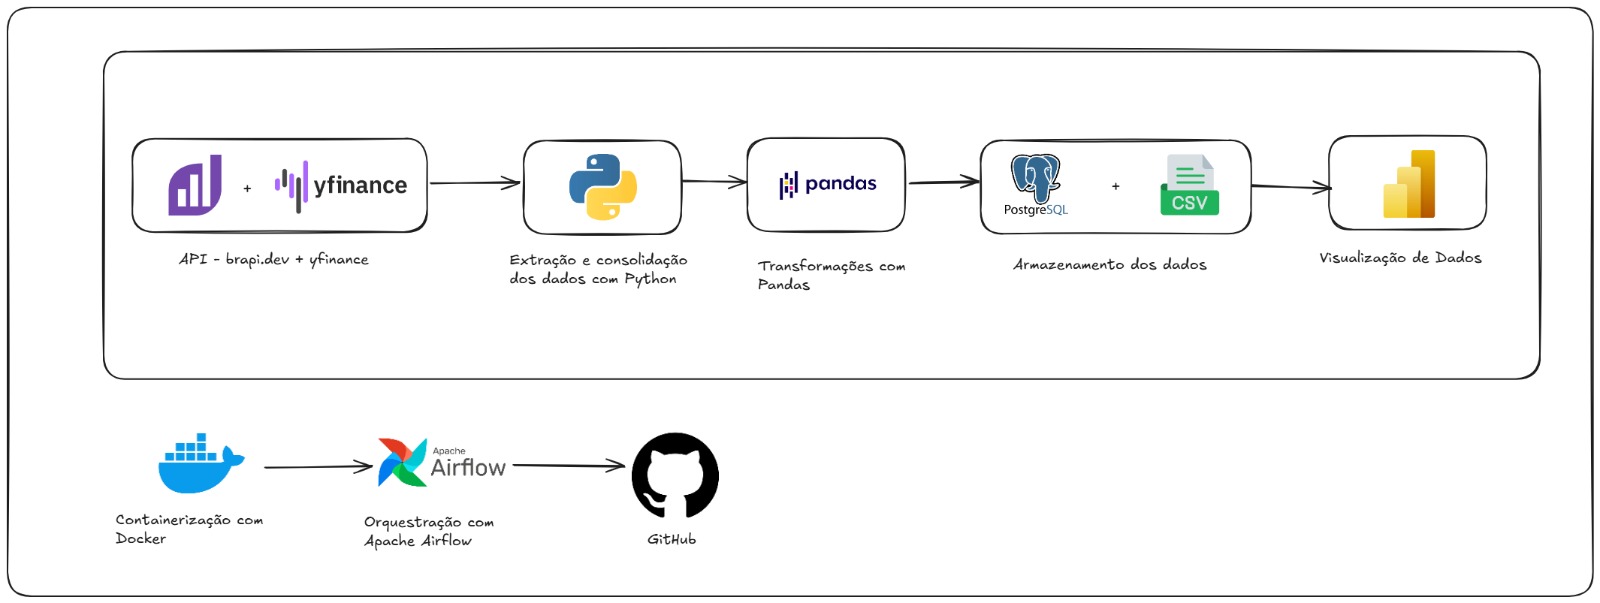 +
yfinance
pandas
PostgreSQL
+
CSV
API - brapi.dev + yfinance
Extração e consolidação
dos dados com Python
Transformações com
Pandas
Armazenamento dos dados
Visualização de Dados
Apache
Airflow
Containerização com
Docker
Orquestração com
Apache Airflow
GitHub